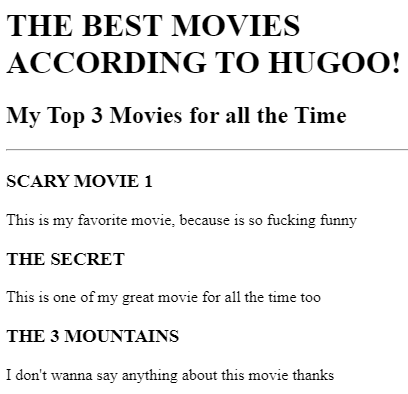 THE BEST MOVIES
ACCORDING TO HUGOO!
My Top 3 Movies for all the Time
SCARY MOVIE 1
This is my favorite movie, because is so fucking funny
THE SECRET
This is one of my great movie for all the time too
THE 3 MOUNTAINS
I don't wanna say anything about this movie thanks